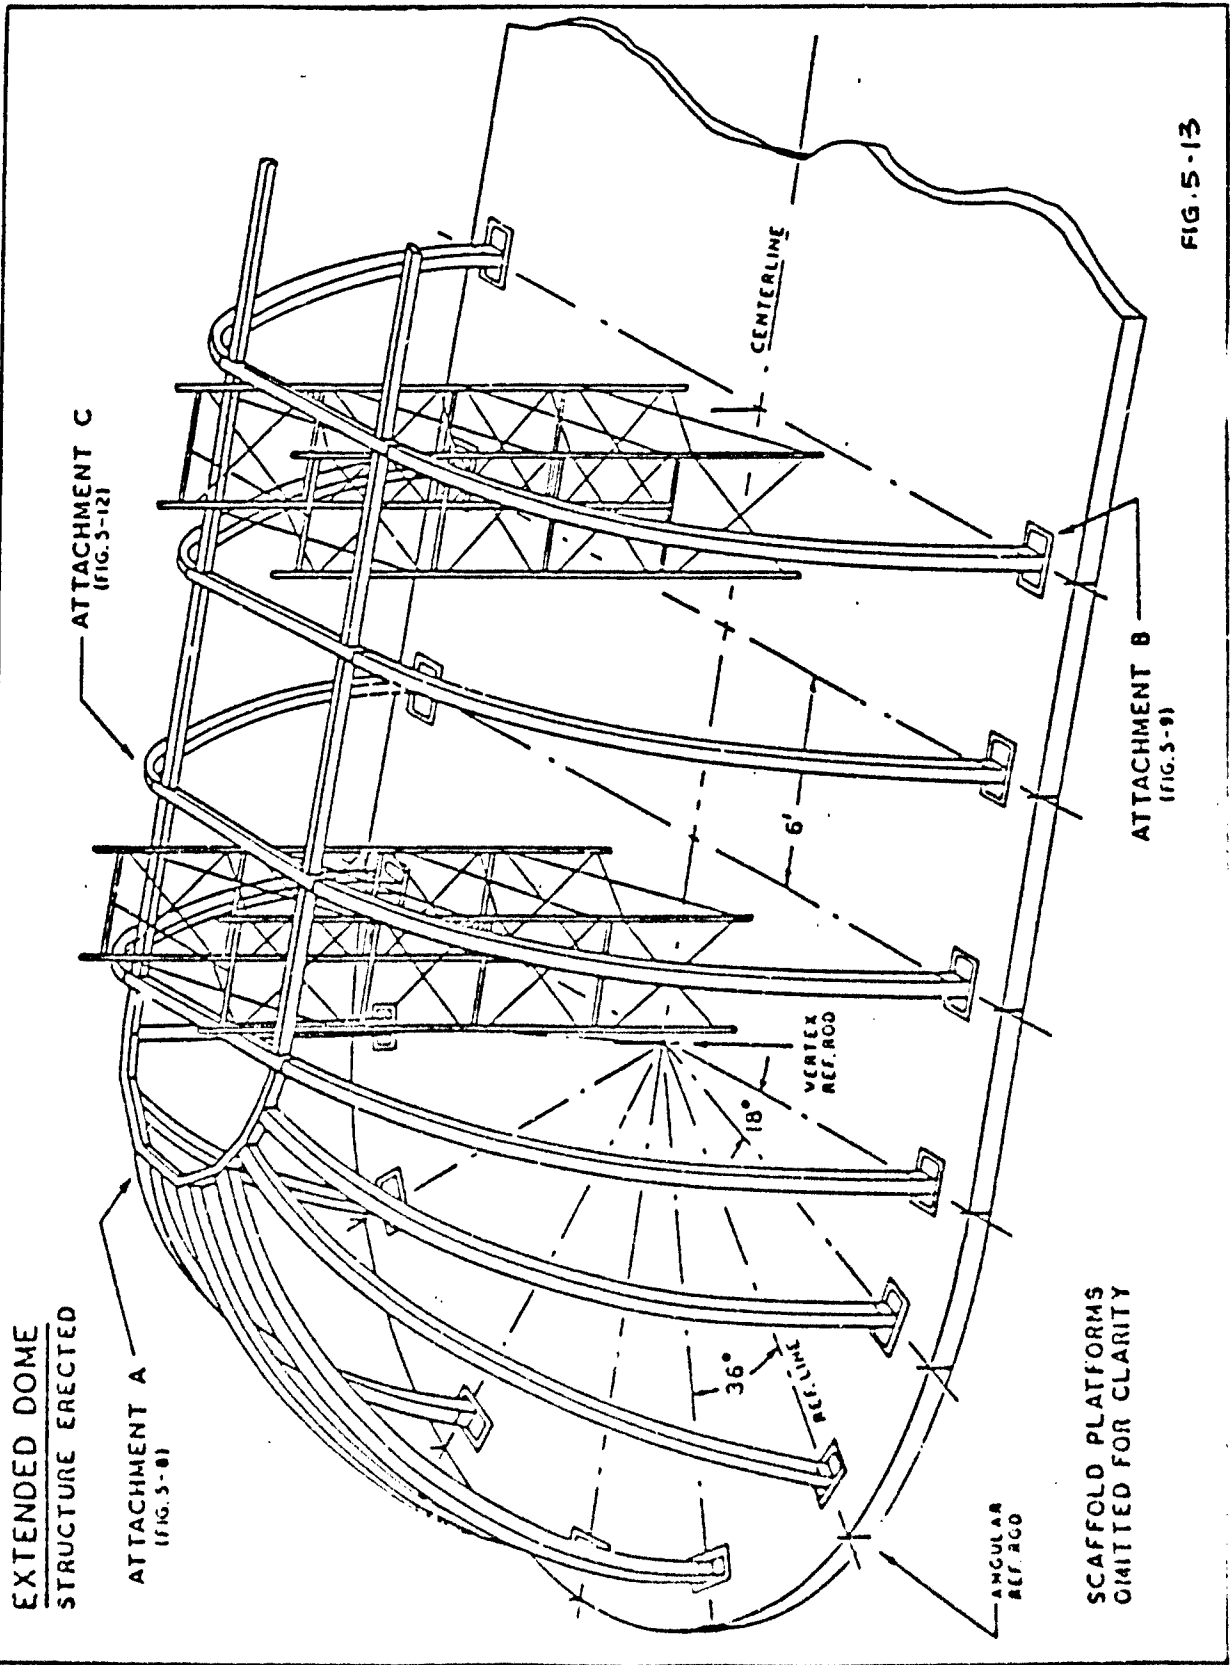 EXTENDED DOME
STRUCTURE ERECTED
ATTACHMENT A
(FIG. 5-8)
ATTACHMENT C
(FIG. 5-12)
CENTERLINE
6'
VERTEX
REF. ROD
18°
36°
REF. LINE
ANGULAR
REF. ROD
ATTACHMENT B
(FIG. 5-9)
SCAFFOLD PLATFORMS
OMITTED FOR CLARITY
FIG. 5-13